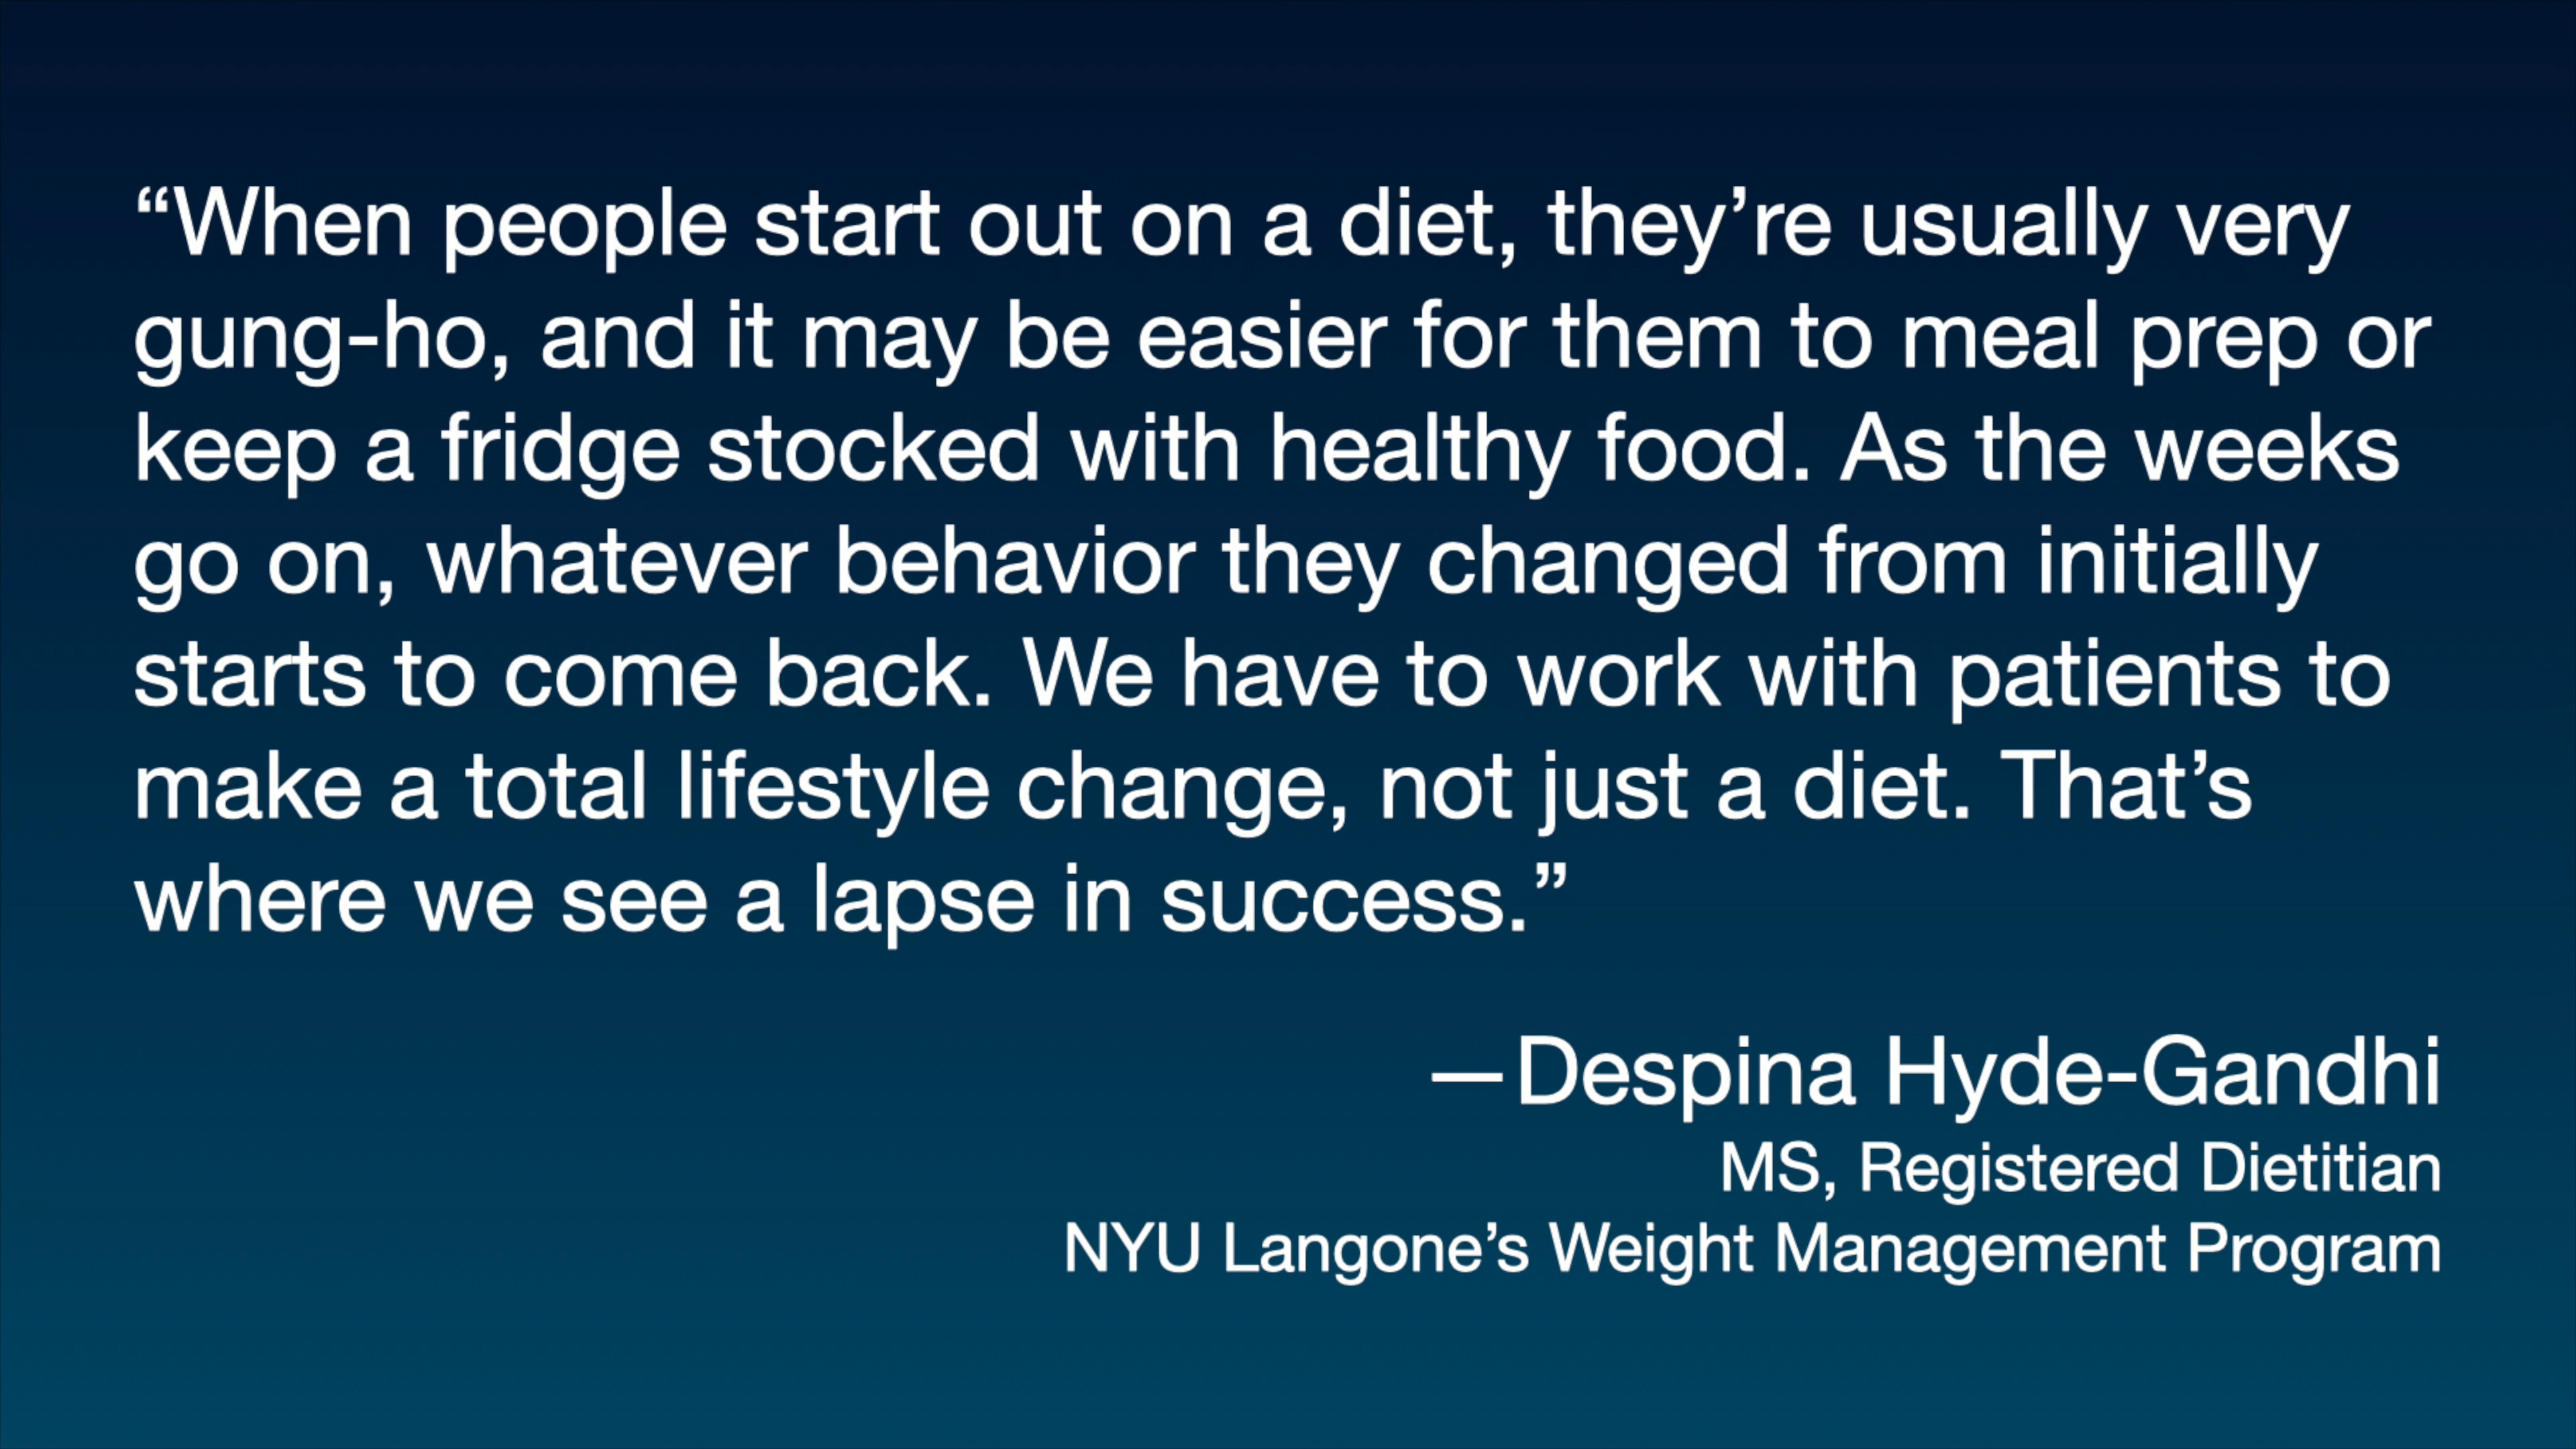 “When people start out on a diet, they’re usually very
gung-ho, and it may be easier for them to meal prep or
keep a fridge stocked with healthy food. As the weeks
go on, whatever behavior they changed from initially
starts to come back. We have to work with patients to
make a total lifestyle change, not just a diet. That’s
where we see a lapse in success.”
—Despina Hyde-Gandhi
MS, Registered Dietitian
NYU Langone’s Weight Management Program